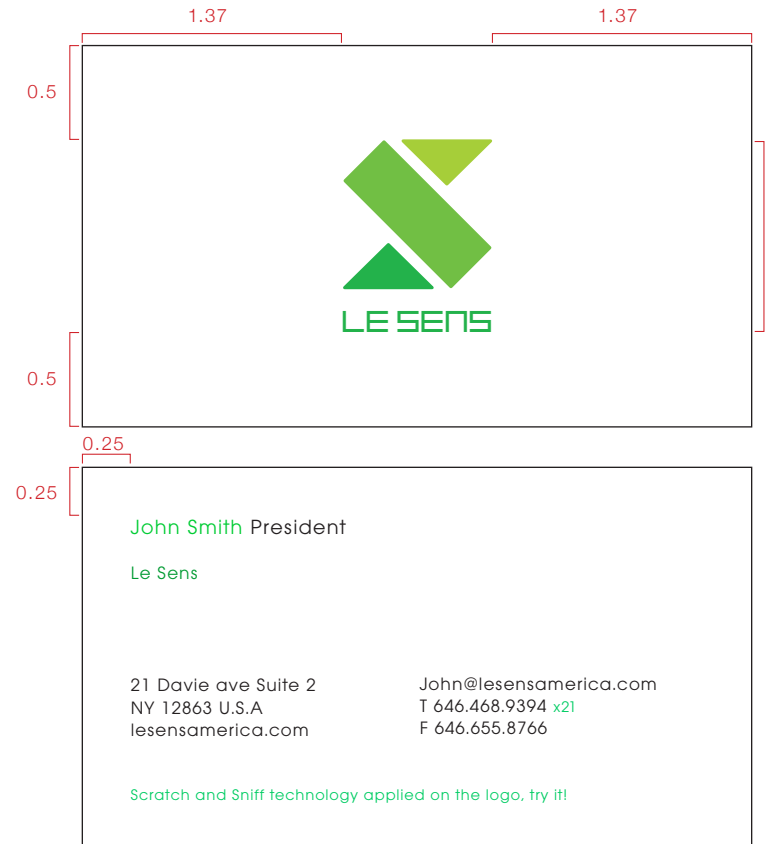 1.37 1.37
0.5
LE SENS
0.5
0.25
0.25
John Smith President
Le Sens
21 Davie ave Suite 2
NY 12863 U.S.A
lesensamerica.com
John@lesensamerica.com
T 646.468.9394 x21
F 646.655.8766
Scratch and Sniff technology applied on the logo, try it!